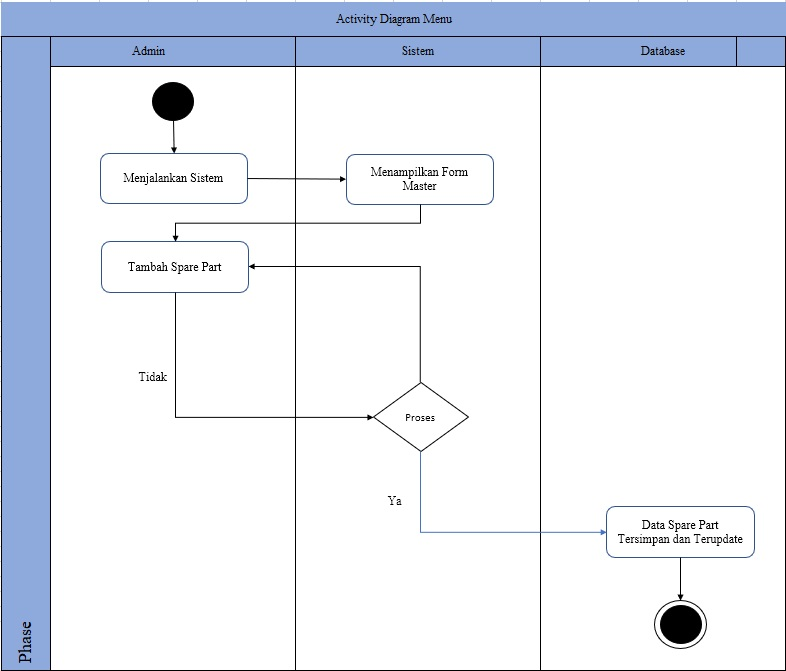 Activity Diagram Menu
Admin
Sistem
Database
Menjalankan Sistem
Menampilkan Form
Master
Tambah Spare Part
Tidak
Proses
Ya
Data Spare Part
Tersimpan dan Terupdate
Phase